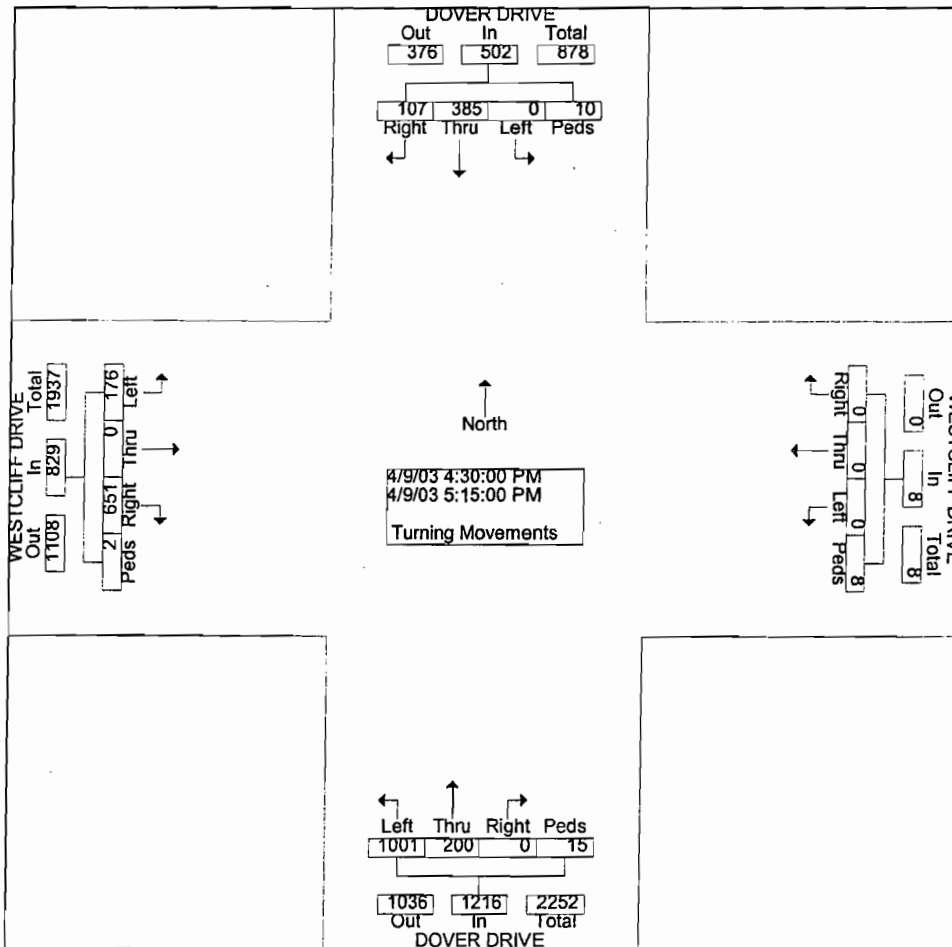 DOVER DRIVE
Out In Total
376 502 878
107 385 0 10
Right Thru Left Peds
WESTCLIFF DRIVE
Total In Out
1937 829 1108
176 0 651 2
Left Thru Right Peds
North
4/9/03 4:30:00 PM
4/9/03 5:15:00 PM
Turning Movements
Right Thru Left Peds
0 0 0 8
Out In Total
0 8 8
WESTCLIFF DRIVE
Left Thru Right Peds
1001 200 0 15
1036 1216 2252
Out In Total
DOVER DRIVE